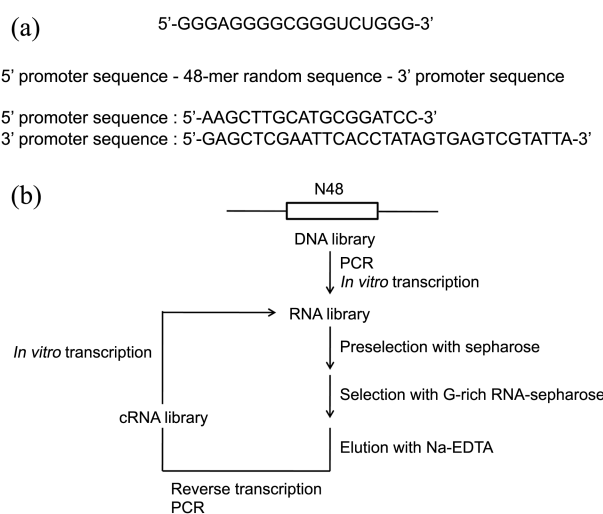 (a)
5’-GGGAGGGGCGGGUCUGGG-3’
5’ promoter sequence - 48-mer random sequence - 3’ promoter sequence
5’ promoter sequence : 5’-AAGCTTGCATGCGGATCC-3’
3’ promoter sequence : 5’-GAGCTCGAATTCACCTATAGTGAGTCGTATTA-3’
(b)
N48
DNA library
PCR
In vitro transcription
RNA library
In vitro transcription
Preselection with sepharose
Selection with G-rich RNA-sepharose
cRNA library
Elution with Na-EDTA
Reverse transcription
PCR